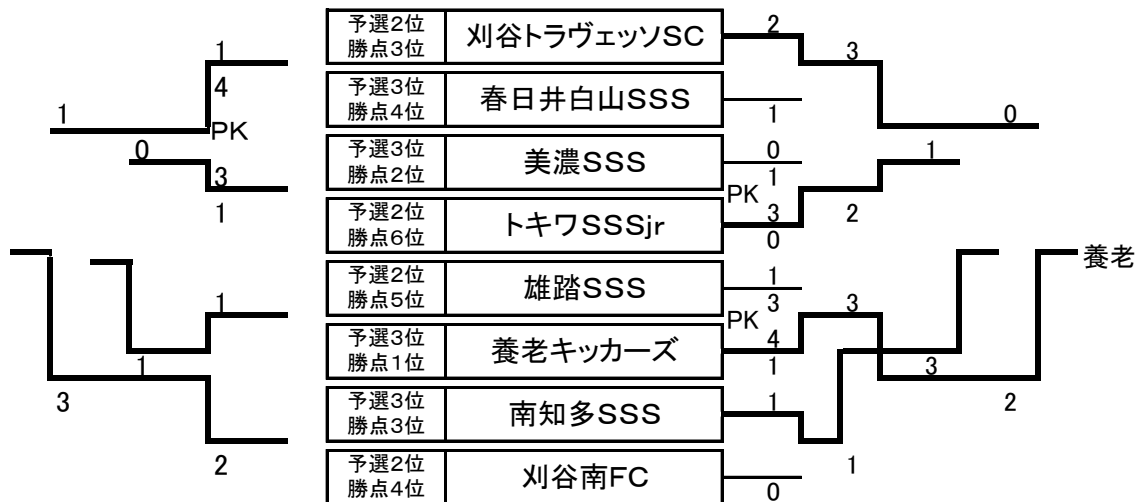 予選2位
勝点3位
刈谷トラヴェッソSC
2
3
1
4
予選3位
勝点4位
春日井白山SSS
1
0
1
PK
0
1
予選3位
勝点2位
美濃SSS
0
1
PK
3
1
予選2位
勝点6位
トキワSSSjr
3
0
2
予選2位
勝点5位
雄踏SSS
1
3
PK
3
養老
1
予選3位
勝点1位
養老キッカーズ
4
1
1
3
3
2
予選3位
勝点3位
南知多SSS
1
1
2
予選2位
勝点4位
刈谷南FC
0